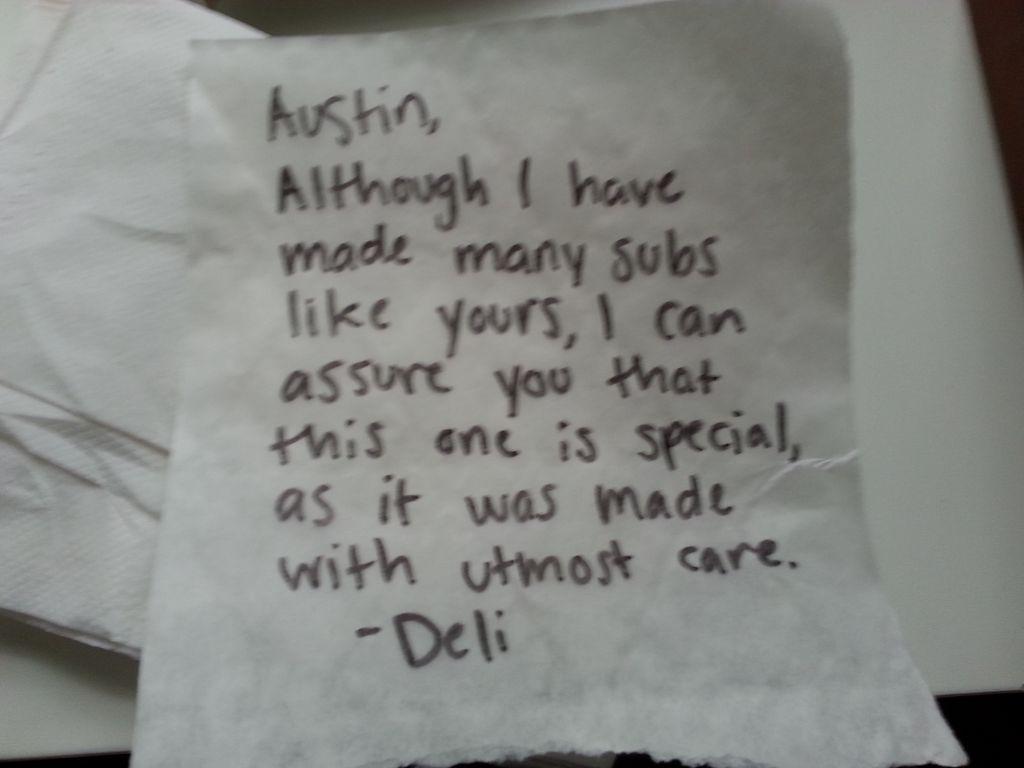 Austin,
Although I have
made many subs
like yours, I can
assure you that
this one is special,
as it was made
with utmost care.
-Deli